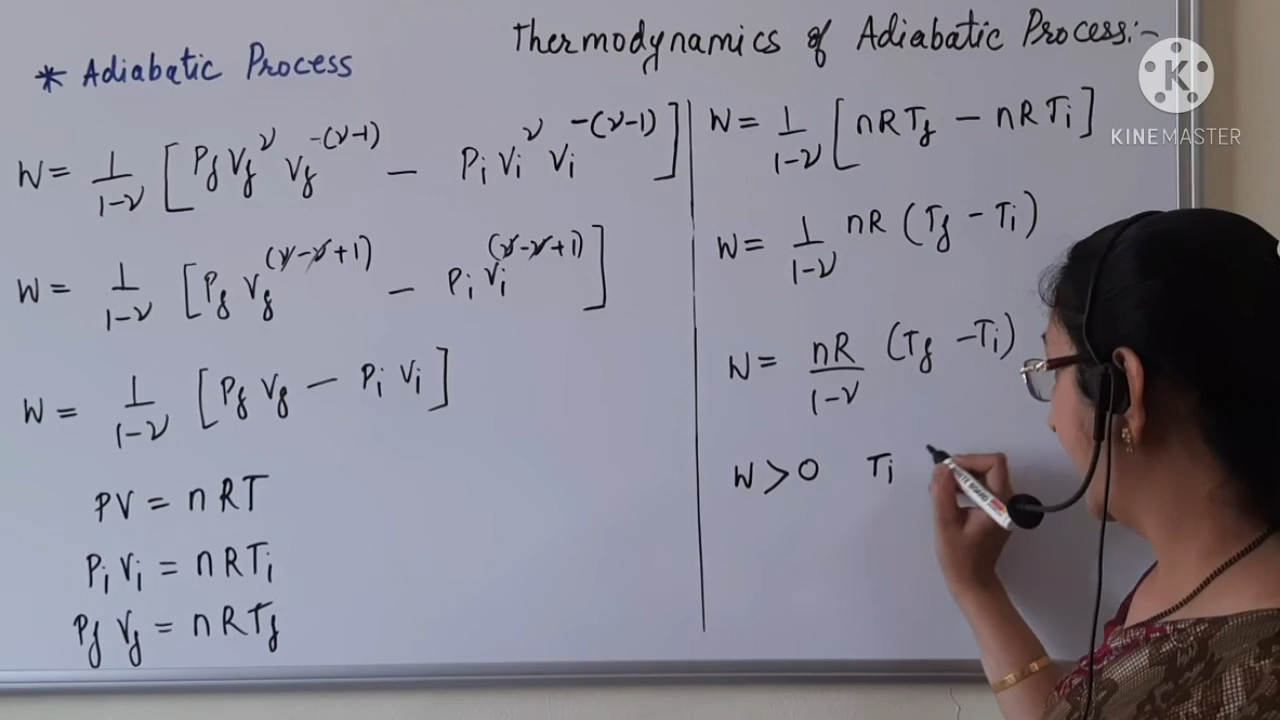 Thermodynamics of Adiabatic Process:-
* Adiabatic Process
W = 1/(1-ν) [P_f V_f^ν V_f^-(ν-1) - P_i V_i^ν V_i^-(ν-1)]
W = 1/(1-ν) [P_f V_f^(ν-ν+1) - P_i V_i^(ν-ν+1)]
W = 1/(1-ν) [P_f V_f - P_i V_i]
PV = nRT
P_i V_i = nRT_i
P_f V_f = nRT_f
W = 1/(1-ν) [nRT_f - nRT_i]
W = 1/(1-ν) nR (T_f - T_i)
W = nR/(1-ν) (T_f - T_i)
W > 0 T_i
KINEMASTER